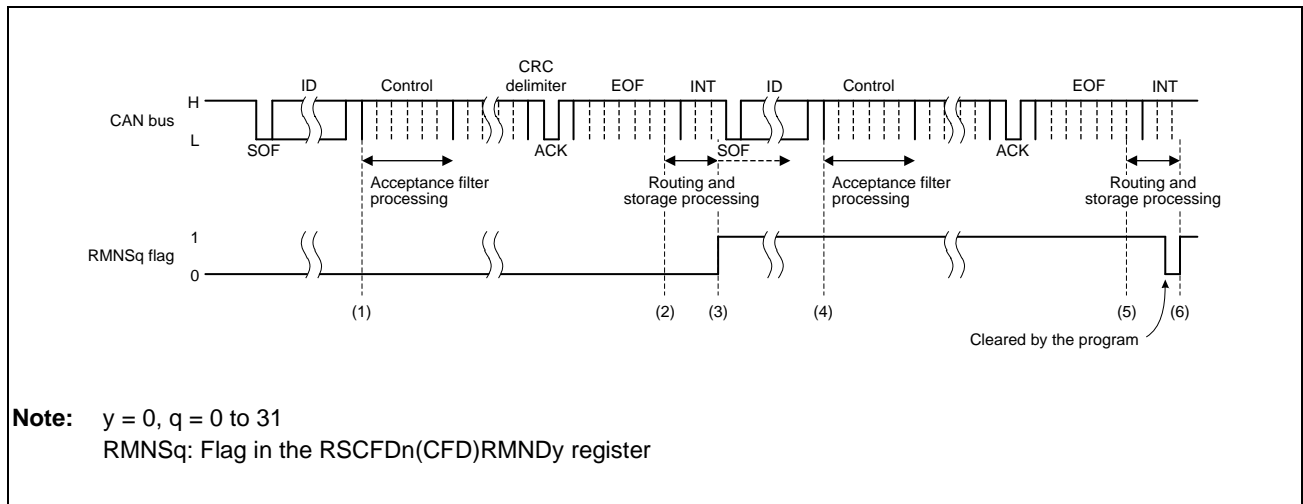 CRC
ID Control delimiter EOF INT ID Control EOF INT
H
CAN bus
L
SOF ACK SOF ACK
Acceptance filter processing
Routing and storage processing
Acceptance filter processing
Routing and storage processing
1
RMNSq flag
0
(1) (2) (3) (4) (5) (6)
Cleared by the program
Note: y = 0, q = 0 to 31
RMNSq: Flag in the RSCFDn(CFD)RMNDy register